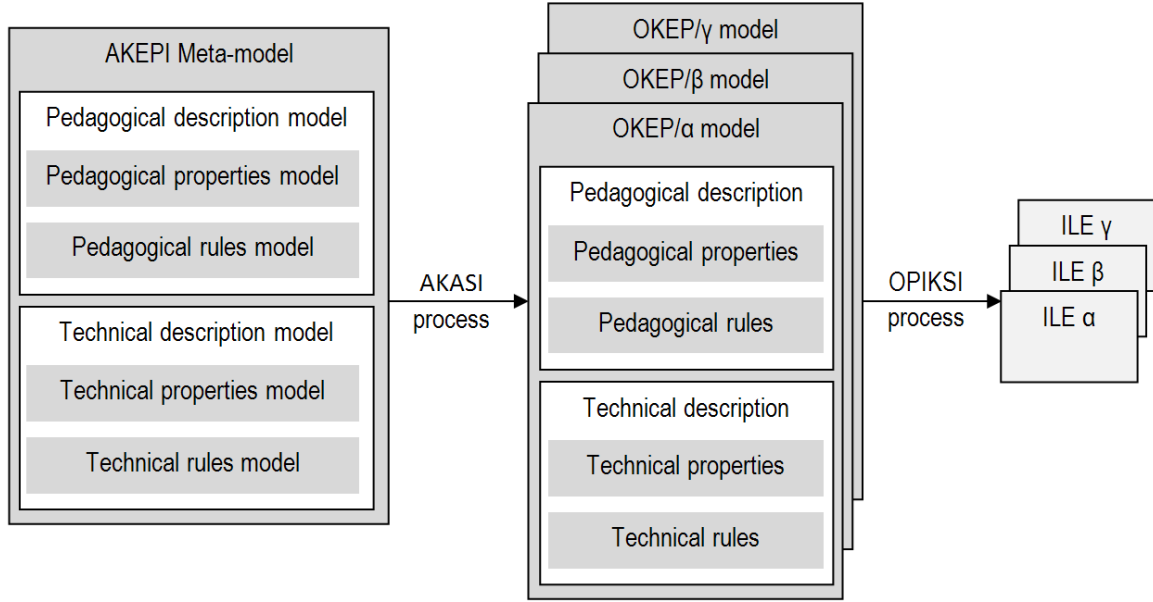 AKEPI Meta-model
Pedagogical description model
Pedagogical properties model
Pedagogical rules model
Technical description model
Technical properties model
Technical rules model
AKASI
process
OKEP/γ model
OKEP/β model
OKEP/α model
Pedagogical description
Pedagogical properties
Pedagogical rules
Technical description
Technical properties
Technical rules
OPIKSI
process
ILE γ
ILE β
ILE α